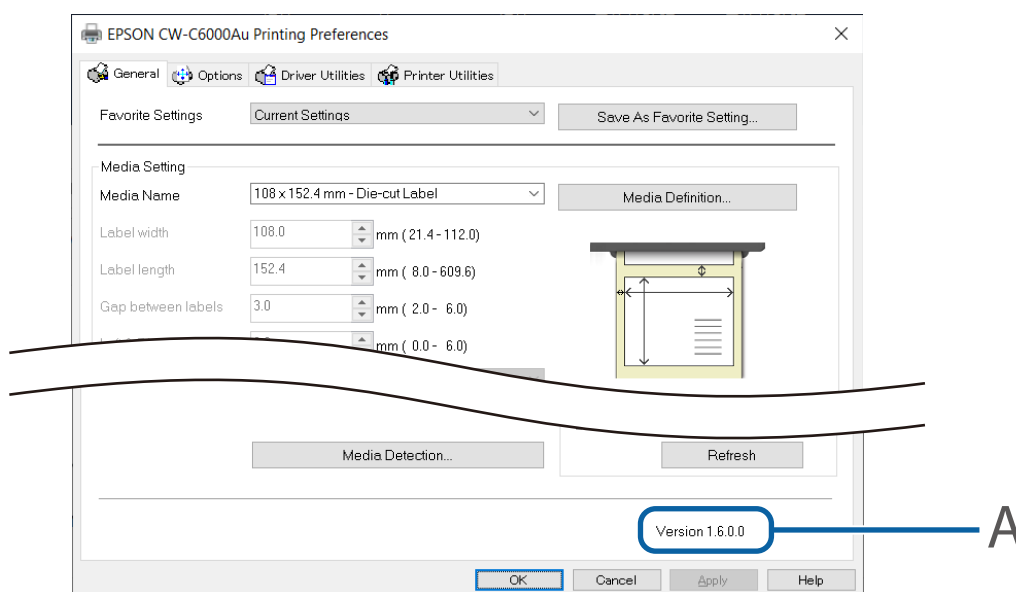 EPSON CW-C6000Au Printing Preferences
General Options Driver Utilities Printer Utilities
Favorite Settings Current Settings Save As Favorite Setting...
Media Setting
Media Name 108 x 152.4 mm - Die-cut Label Media Definition...
Label width 108.0 mm ( 21.4 - 112.0)
Label length 152.4 mm ( 8.0 - 609.6)
Gap between labels 3.0 mm ( 2.0 - 6.0)
mm ( 0.0 - 6.0)
Media Detection... Refresh
Version 1.6.0.0 A
OK Cancel Apply Help